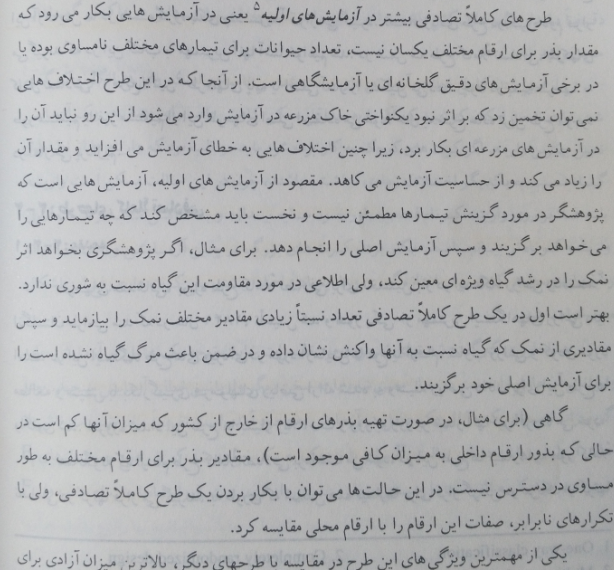 طرح های کاملاً تصادفی بیشتر در آزمایش‌های اولیه⁵ یعنی در آزمایش هایی بکار می رود که
مقدار بذر برای ارقام مختلف یکسان نیست، تعداد حیوانات برای تیمارهای مختلف نامساوی بوده یا
در برخی آزمایش های دقیق گلخانه ای یا آزمایشگاهی است. از آنجا که در این طرح اختلاف هایی
نمی توان تخمین زد که بر اثر نبود یکنواختی خاک مزرعه در آزمایش وارد می شود از این رو نباید آن را
در آزمایش های مزرعه ای بکار برد، زیرا چنین اختلاف هایی به خطای آزمایش می افزاید و مقدار آن
را زیاد می کند و از حساسیت آزمایش می کاهد. مقصود از آزمایش های اولیه، آزمایش هایی است که
پژوهشگر در مورد گزینش تیمارها مطمئن نیست و نخست باید مشخص کند که چه تیمارهایی را
می خواهد برگزیند و سپس آزمایش اصلی را انجام دهد. برای مثال، اگر پژوهشگری بخواهد اثر
نمک را در رشد گیاه ویژه ای معین کند، ولی اطلاعی در مورد مقاومت این گیاه نسبت به شوری ندارد.
بهتر است اول در یک طرح کاملاً تصادفی تعداد نسبتاً زیادی مقادیر مختلف نمک را بیازماید و سپس
مقادیری از نمک که گیاه نسبت به آنها واکنش نشان داده و در ضمن باعث مرگ گیاه نشده است را
برای آزمایش اصلی خود برگزیند.
گاهی (برای مثال، در صورت تهیه بذرهای ارقام از خارج از کشور که میزان آنها کم است در
حالی که بذور ارقام داخلی به میزان کافی موجود است)، مقادیر بذر برای ارقام مختلف به طور
مساوی در دسترس نیست. در این حالت‌ها می توان با بکار بردن یک طرح کاملاً تصادفی، ولی با
تکرارهای نابرابر، صفات این ارقام را با ارقام محلی مقایسه کرد.
یکی از مهمترین ویژگی‌های این طرح در مقایسه با طرحهای دیگر، بالاترین میزان آزادی برای